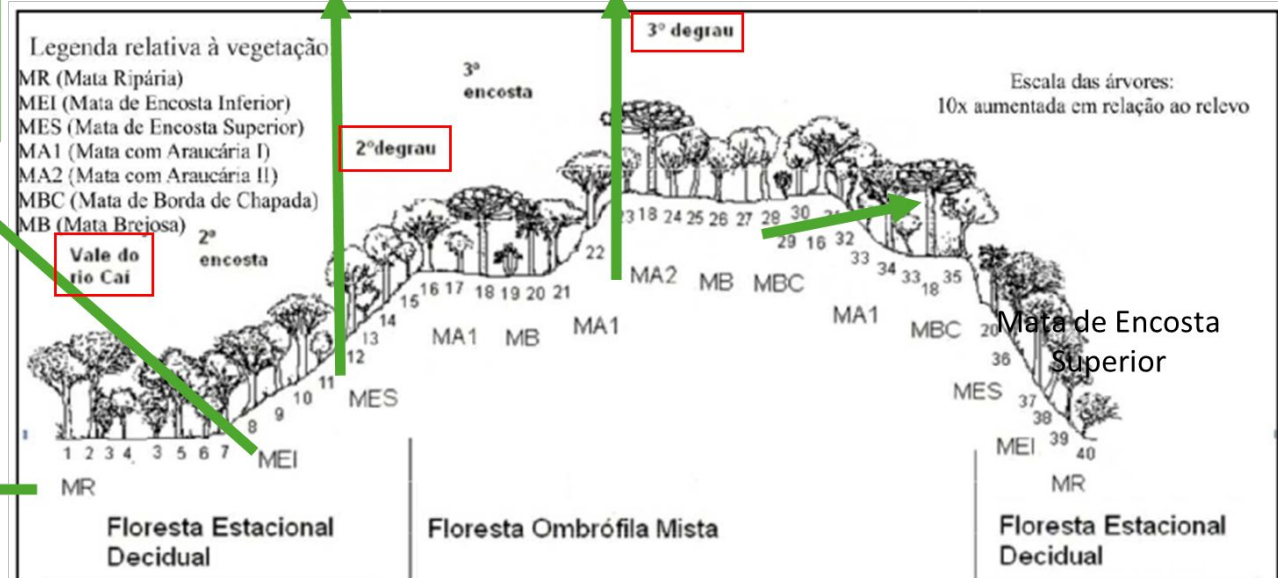 Legenda relativa à vegetação
MR (Mata Ripária)
MEI (Mata de Encosta Inferior)
MES (Mata de Encosta Superior)
MA1 (Mata com Araucária I)
MA2 (Mata com Araucária II)
MBC (Mata de Borda de Chapada)
MB (Mata Brejosa)
Vale do
rio Caí
2ª
encosta
2ºdegrau
3ª
encosta
3º degrau
Escala das árvores:
10x aumentada em relação ao relevo
1 2 3 4 3 5 6 7 8 9 10 11 12 13 14 15 16 17 18 19 20 21 22 23 18 24 25 26 27 28 29 30 16 32 33 34 33 18 35 20 36 37 38 39 40
MR
MEI
MES
MA1
MB
MA1
MA2
MB
MBC
MA1
MBC
MES
MEI
MR
Mata de Encosta
Superior
Floresta Estacional
Decidual
Floresta Ombrófila Mista
Floresta Estacional
Decidual